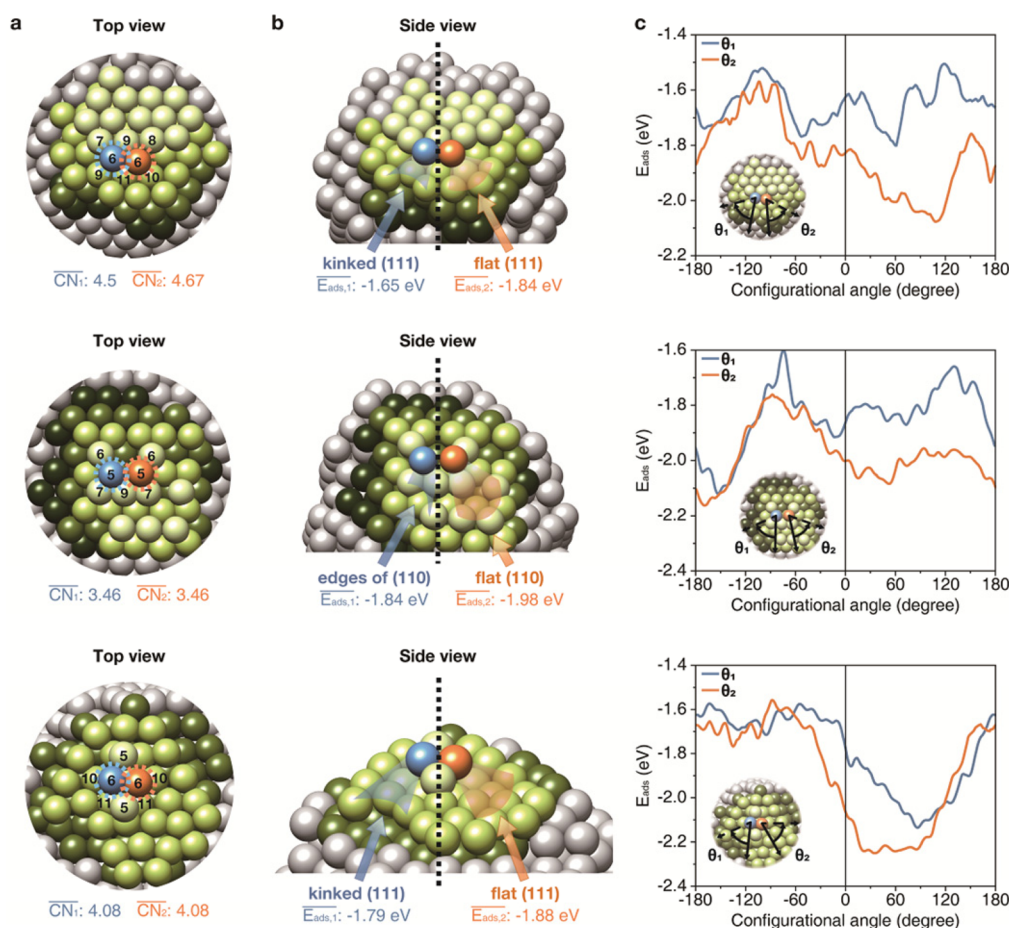 a
Top view
7 9 8
6 6
9 11 10
CN1: 4.5 CN2: 4.67
Top view
6 6
5 5
7 9 7
CN1: 3.46 CN2: 3.46
Top view
5
10 6 6 10
11 5 11
CN1: 4.08 CN2: 4.08
b
Side view
kinked (111) flat (111)
Eads,1: -1.65 eV Eads,2: -1.84 eV
Side view
edges of (110) flat (110)
Eads,1: -1.84 eV Eads,2: -1.98 eV
Side view
kinked (111) flat (111)
Eads,1: -1.79 eV Eads,2: -1.88 eV
c
-1.4
θ1
θ2
-1.6
-1.8
Eads (eV)
-2.0
θ1 θ2
-2.2
-180 -120 -60 0 60 120 180
Configurational angle (degree)
-1.6
θ1
θ2
-1.8
Eads (eV)
-2.0
-2.2
θ1 θ2
-2.4
-180 -120 -60 0 60 120 180
Configurational angle (degree)
-1.4
θ1
θ2
-1.6
-1.8
Eads (eV)
-2.0
-2.2
θ1 θ2
-2.4
-180 -120 -60 0 60 120 180
Configurational angle (degree)